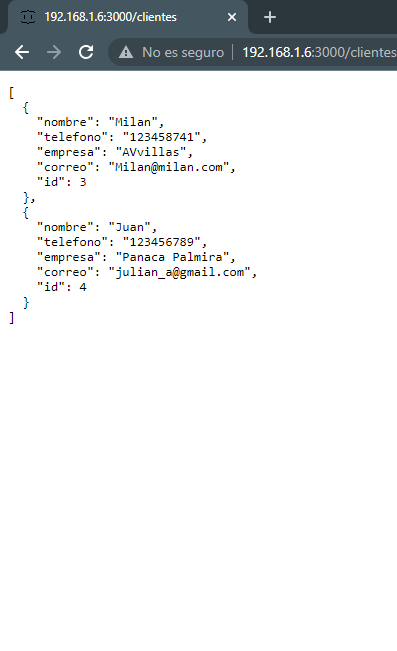 192.168.1.6:3000/clientes
No es seguro 192.168.1.6:3000/clientes
[
  {
    "nombre": "Milan",
    "telefono": "123458741",
    "empresa": "AVvillas",
    "correo": "Milan@milan.com",
    "id": 3
  },
  {
    "nombre": "Juan",
    "telefono": "123456789",
    "empresa": "Panaca Palmira",
    "correo": "julian_a@gmail.com",
    "id": 4
  }
]